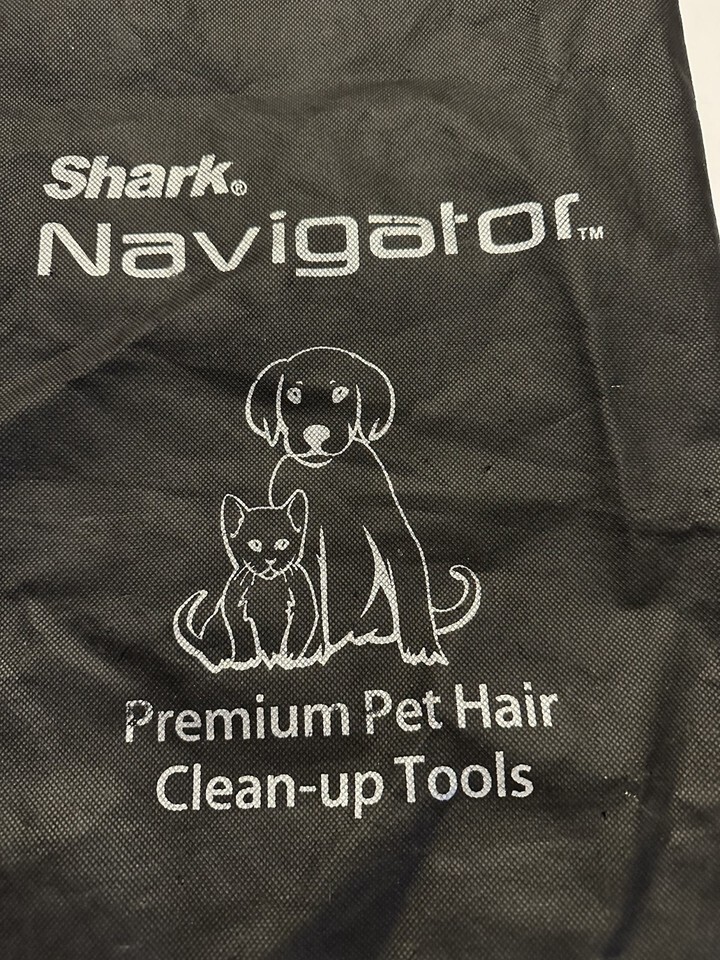 Shark®
Navigator™
Premium Pet Hair
Clean-up Tools